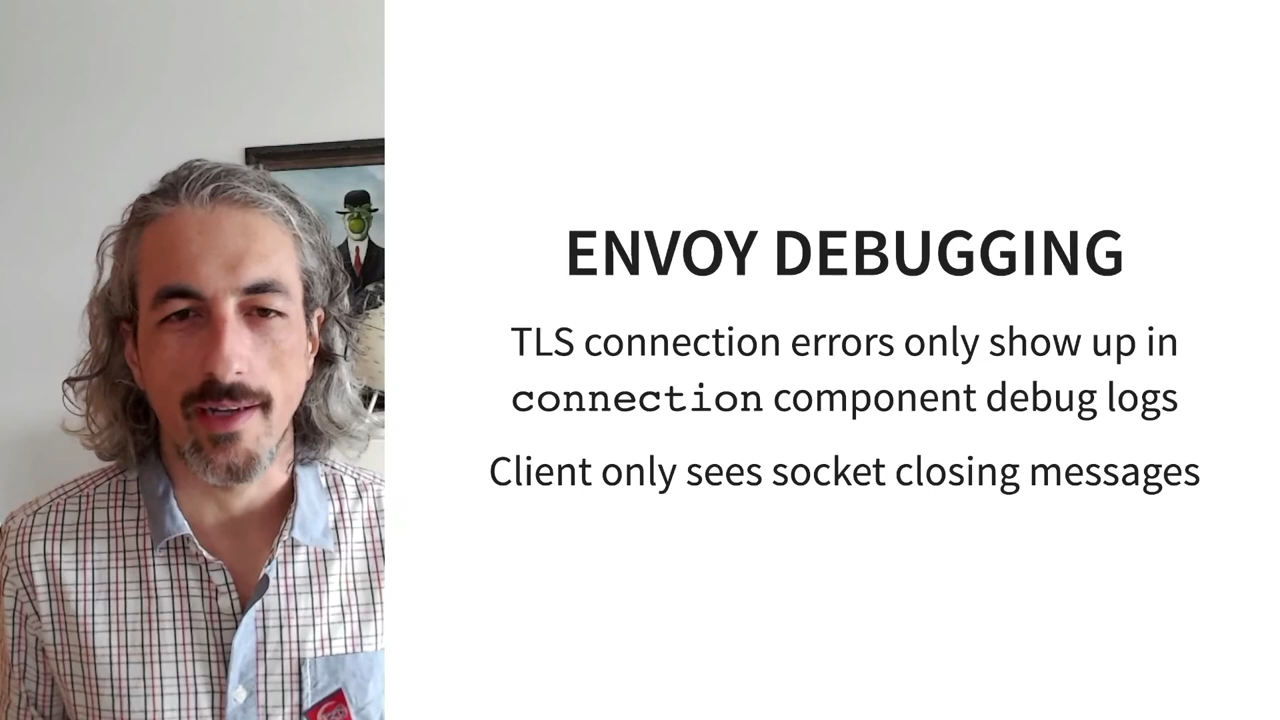 ENVOY DEBUGGING
TLS connection errors only show up in
connection component debug logs
Client only sees socket closing messages